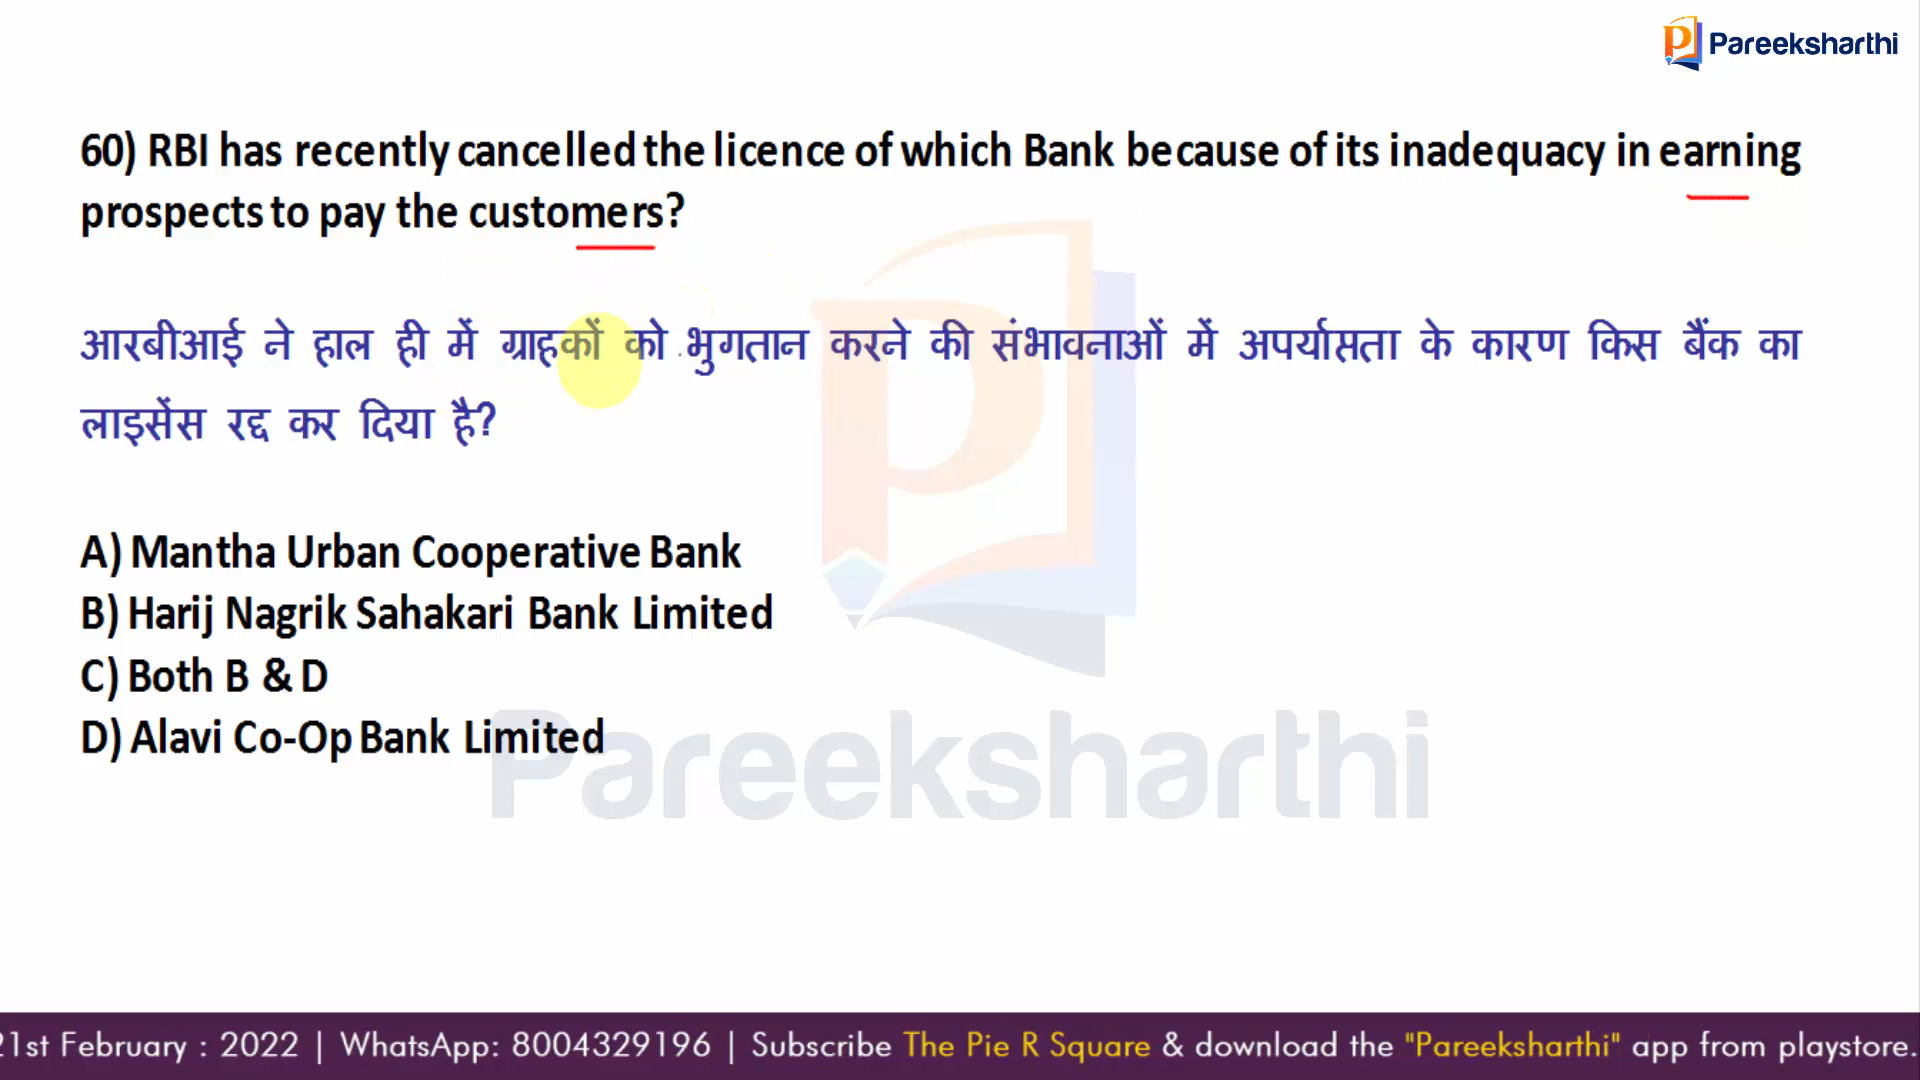 Pareeksharthi
60) RBI has recently cancelled the licence of which Bank because of its inadequacy in earning
prospects to pay the customers?
आरबीआई ने हाल ही में ग्राहकों को भुगतान करने की संभावनाओं में अपर्याप्तता के कारण किस बैंक का
लाइसेंस रद्द कर दिया है?
A) Mantha Urban Cooperative Bank
B) Harij Nagrik Sahakari Bank Limited
C) Both B & D
D) Alavi Co-Op Bank Limited
Pareeksharthi
21st February : 2022 | WhatsApp: 8004329196 | Subscribe The Pie R Square & download the "Pareeksharthi" app from playstore.